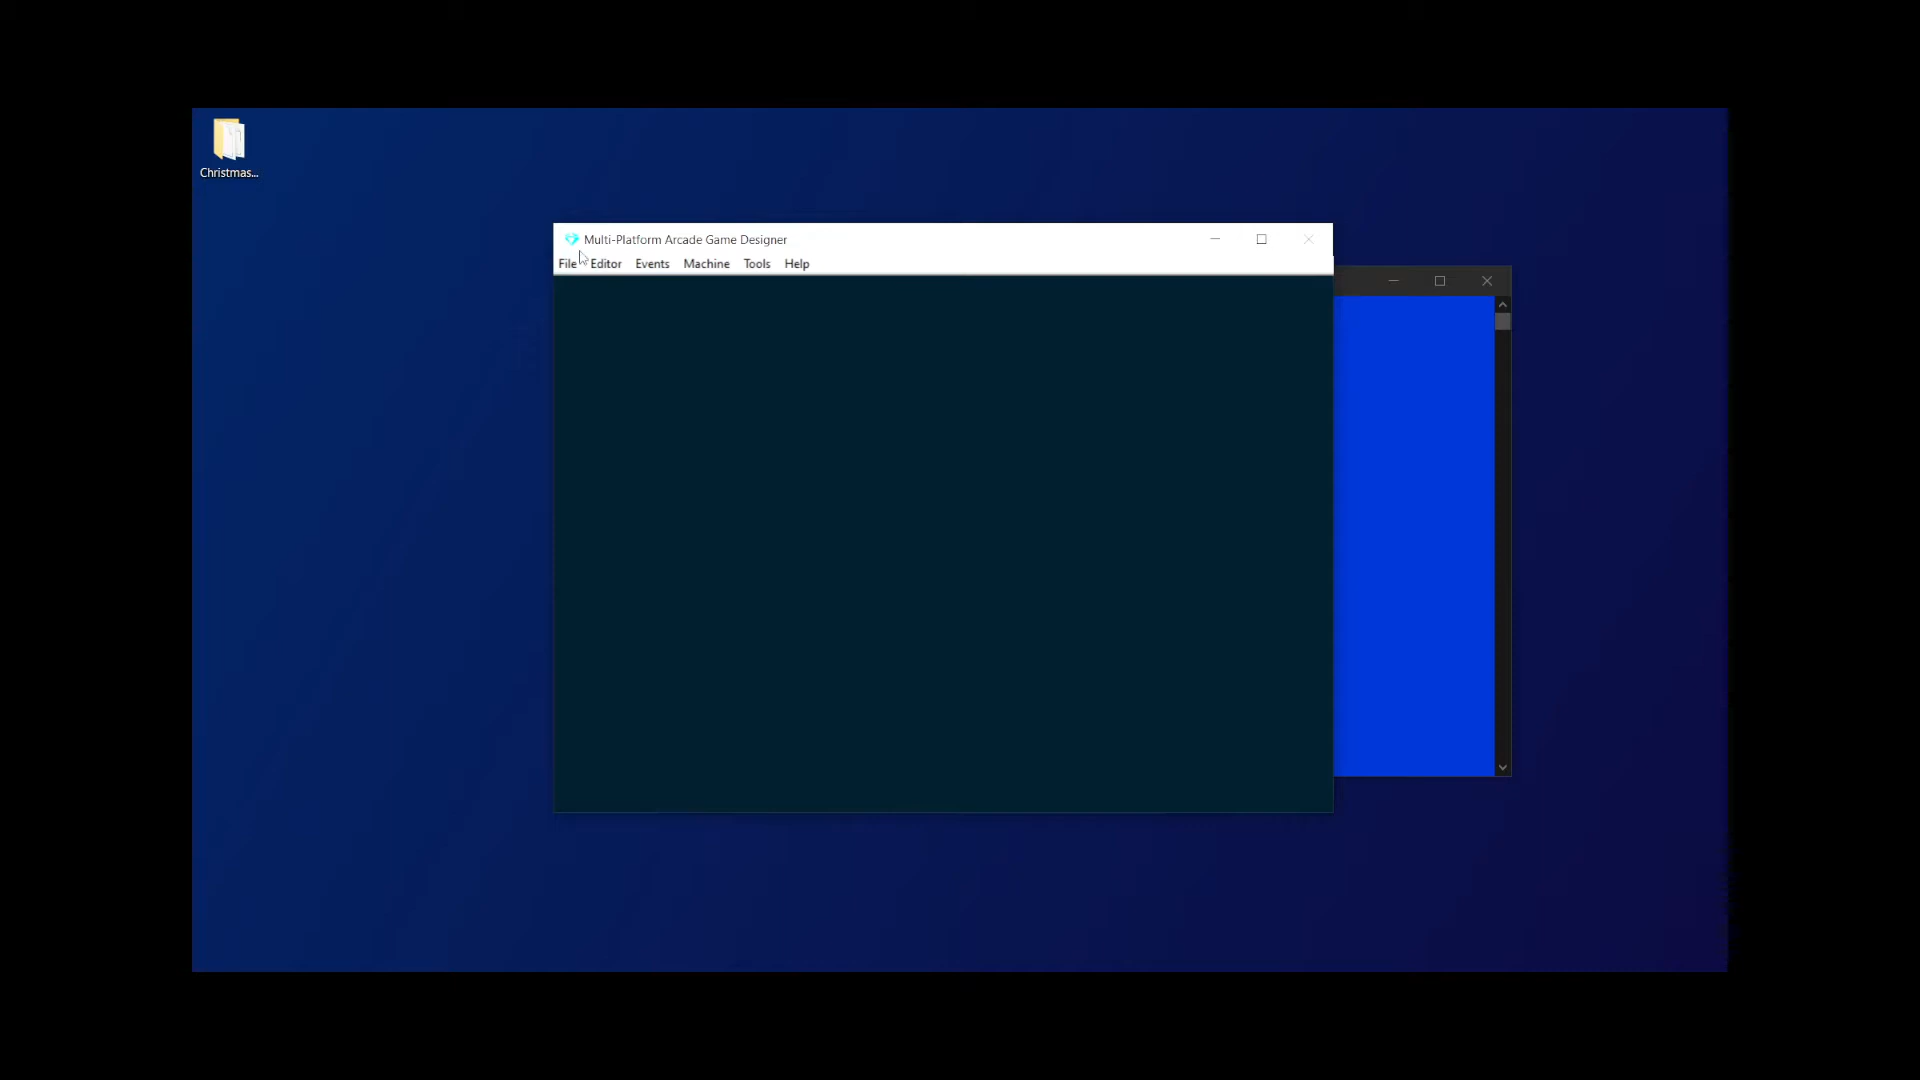 Christmas...
Multi-Platform Arcade Game Designer
File Editor Events Machine Tools Help